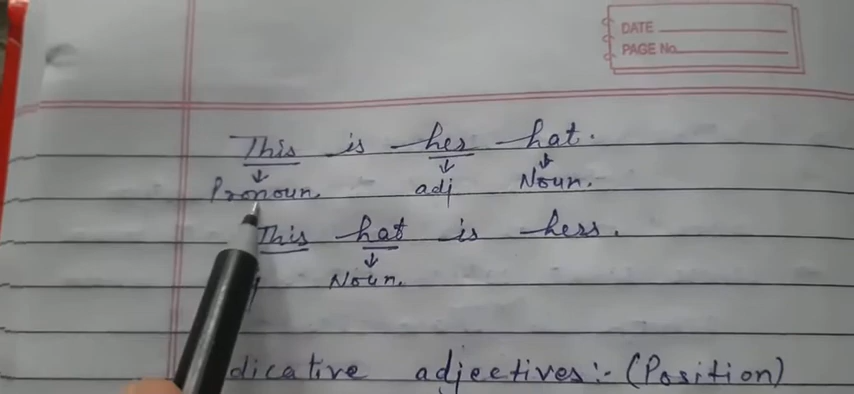 DATE
PAGE No.
This is her hat.
Pronoun. adj Noun.
This hat is hers.
Noun.
dicative adjectives:- (Position)